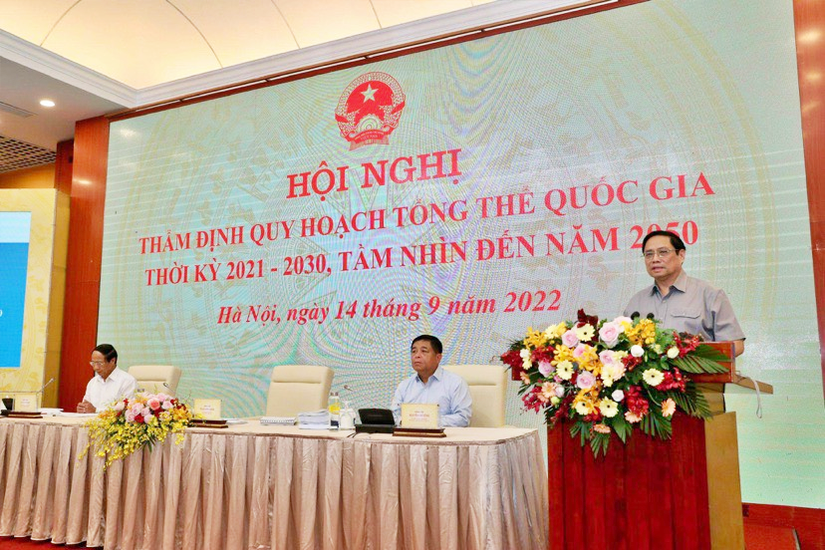 HỘI NGHỊ
THẨM ĐỊNH QUY HOẠCH TỔNG THỂ QUỐC GIA
THỜI KỲ 2021 - 2030, TẦM NHÌN ĐẾN NĂM 2050
Hà Nội, ngày 14 tháng 9 năm 2022